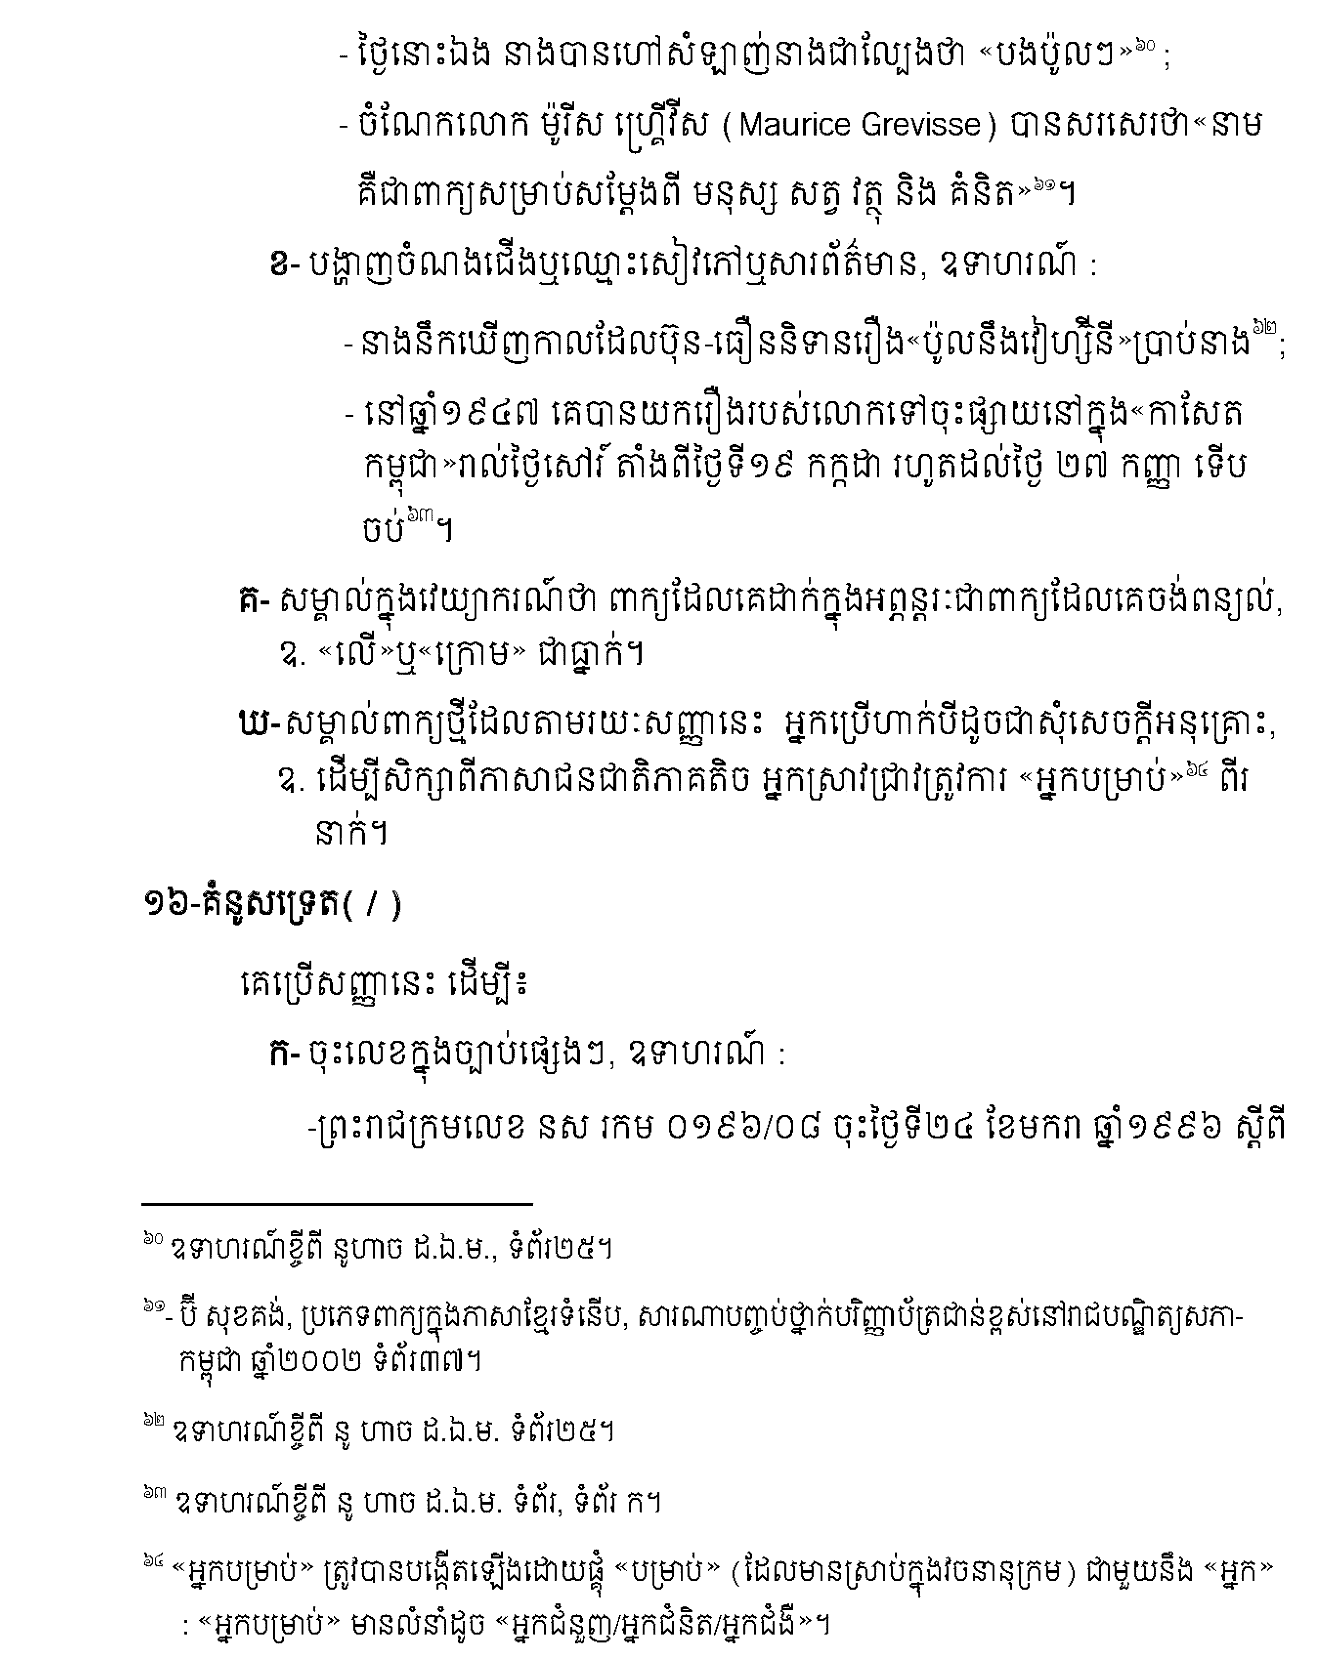 - ថ្ងៃនោះឯង នាងបានហៅសំឡាញ់នាងជាល្បែងថា «បងប៉ូលៗ»៦០ ;
- ចំណែកលោក ម៉ូរីស ហ្គ្រេីវីស (Maurice Grevisse) បានសរសេរថា«នាម
គឺជាពាក្យសម្រាប់សម្តែងពី មនុស្ស សត្វ វត្ថុ និង គំនិត»៦១។
ខ- បង្ហាញចំណងជើងឬឈ្មោះសៀវភៅឬសារព័ត៌មាន, ឧទាហរណ៍ :
- នាងនឹកឃើញកាលដែលប៊ុន-ធឿននិទានរឿង«ប៉ូលនឹងវៀហ្ស៊ីនី»ប្រាប់នាង៦២;
- នៅឆ្នាំ១៩៤៧ គេបានយករឿងរបស់លោកទៅចុះផ្សាយនៅក្នុង«កាសែត
កម្ពុជា»រាល់ថ្ងៃសៅរ៍ តាំងពីថ្ងៃទី១៩ កក្កដា រហូតដល់ថ្ងៃ ២៧ កញ្ញា ទើប
ចប់៦៣។
គ- សម្គាល់ក្នុងវេយ្យាករណ៍ថា ពាក្យដែលគេដាក់ក្នុងអព្ភន្តរៈជាពាក្យដែលគេចង់ពន្យល់,
ឧ. «លើ»ឬ«ក្រោម» ជាធ្នាក់។
ឃ- សម្គាល់ពាក្យថ្មីដែលតាមរយៈសញ្ញានេះ អ្នកប្រើហាក់បីដូចជាសុំសេចក្តីអនុគ្រោះ,
ឧ. ដើម្បីសិក្សាពីភាសាជនជាតិភាគតិច អ្នកស្រាវជ្រាវត្រូវការ «អ្នកបម្រាប់»៦៤ ពីរ
នាក់។
១៦-គំនូសទ្រេត( / )
គេប្រើសញ្ញានេះ ដើម្បី៖
ក- ចុះលេខក្នុងច្បាប់ផ្សេងៗ, ឧទាហរណ៍ :
-ព្រះរាជក្រមលេខ នស រកម ០១៩៦/០៨ ចុះថ្ងៃទី២៤ ខែមករា ឆ្នាំ១៩៩៦ ស្តីពី
៦០ ឧទាហរណ៍ខ្ចីពី នូហាច ដ.ឯ.ម., ទំព័រ២៥។
៦១- ប៊ី សុខគង់, ប្រភេទពាក្យក្នុងភាសាខ្មែរទំនើប, សារណាបញ្ចប់ថ្នាក់បរិញ្ញាប័ត្រជាន់ខ្ពស់នៅរាជបណ្ឌិត្យសភា-
កម្ពុជា ឆ្នាំ២០០២ ទំព័រ៣៧។
៦២ ឧទាហរណ៍ខ្ចីពី នូ ហាច ដ.ឯ.ម. ទំព័រ២៥។
៦៣ ឧទាហរណ៍ខ្ចីពី នូ ហាច ដ.ឯ.ម. ទំព័រ, ទំព័រ ក។
៦៤ «អ្នកបម្រាប់» ត្រូវបានបង្កើតឡើងដោយផ្គុំ «បម្រាប់» (ដែលមានស្រាប់ក្នុងវចនានុក្រម) ជាមួយនឹង «អ្នក»
: «អ្នកបម្រាប់» មានលំនាំដូច «អ្នកជំនួញ/អ្នកជំនិត/អ្នកជំងឺ»។